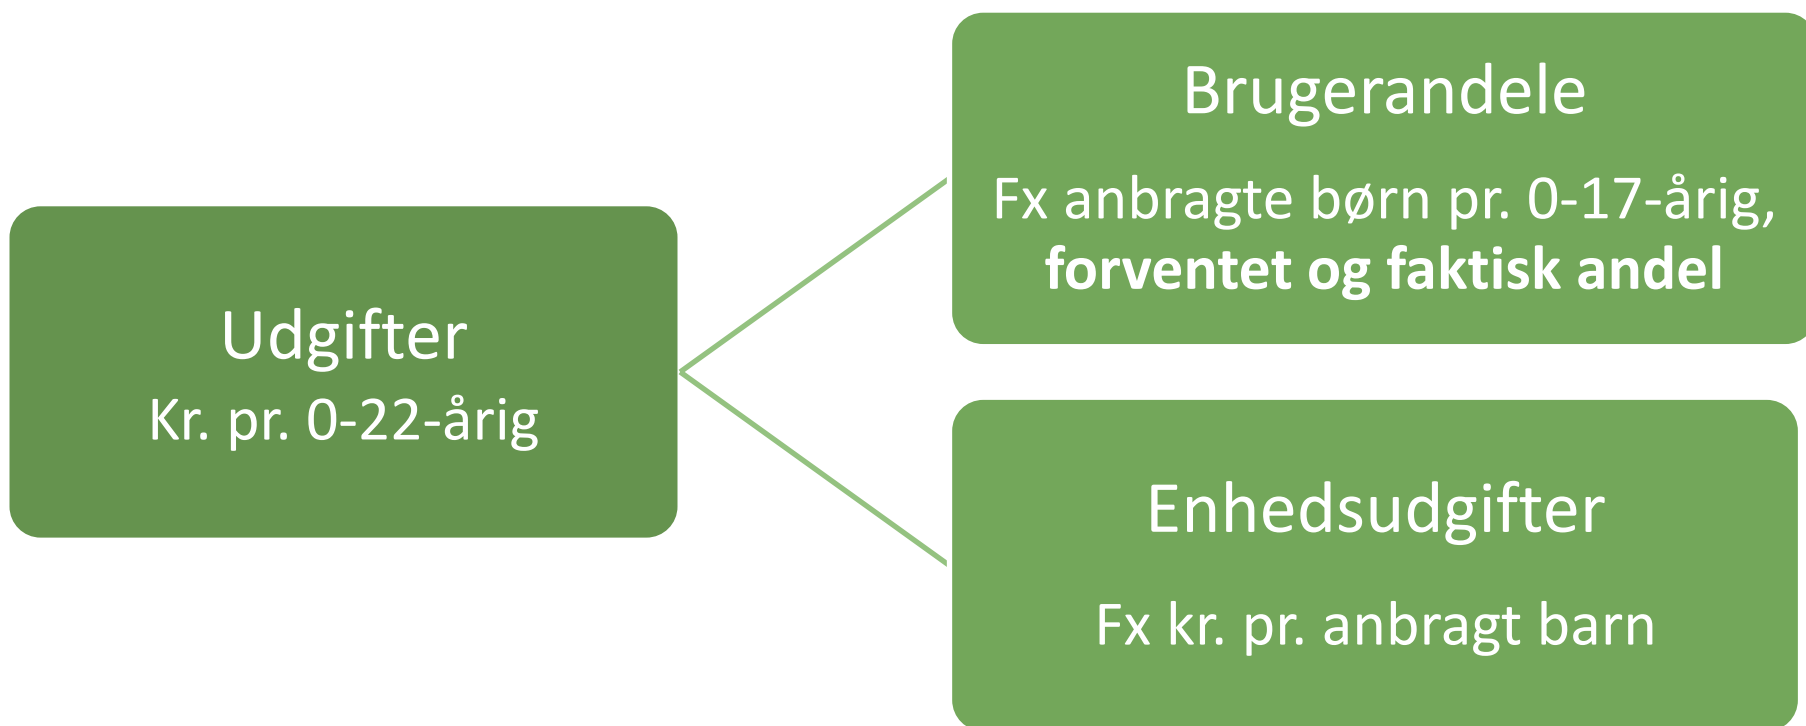 Udgifter
Kr. pr. 0-22-årig
Brugerandele
Fx anbragte børn pr. 0-17-årig,
forventet og faktisk andel
Enhedsudgifter
Fx kr. pr. anbragt barn